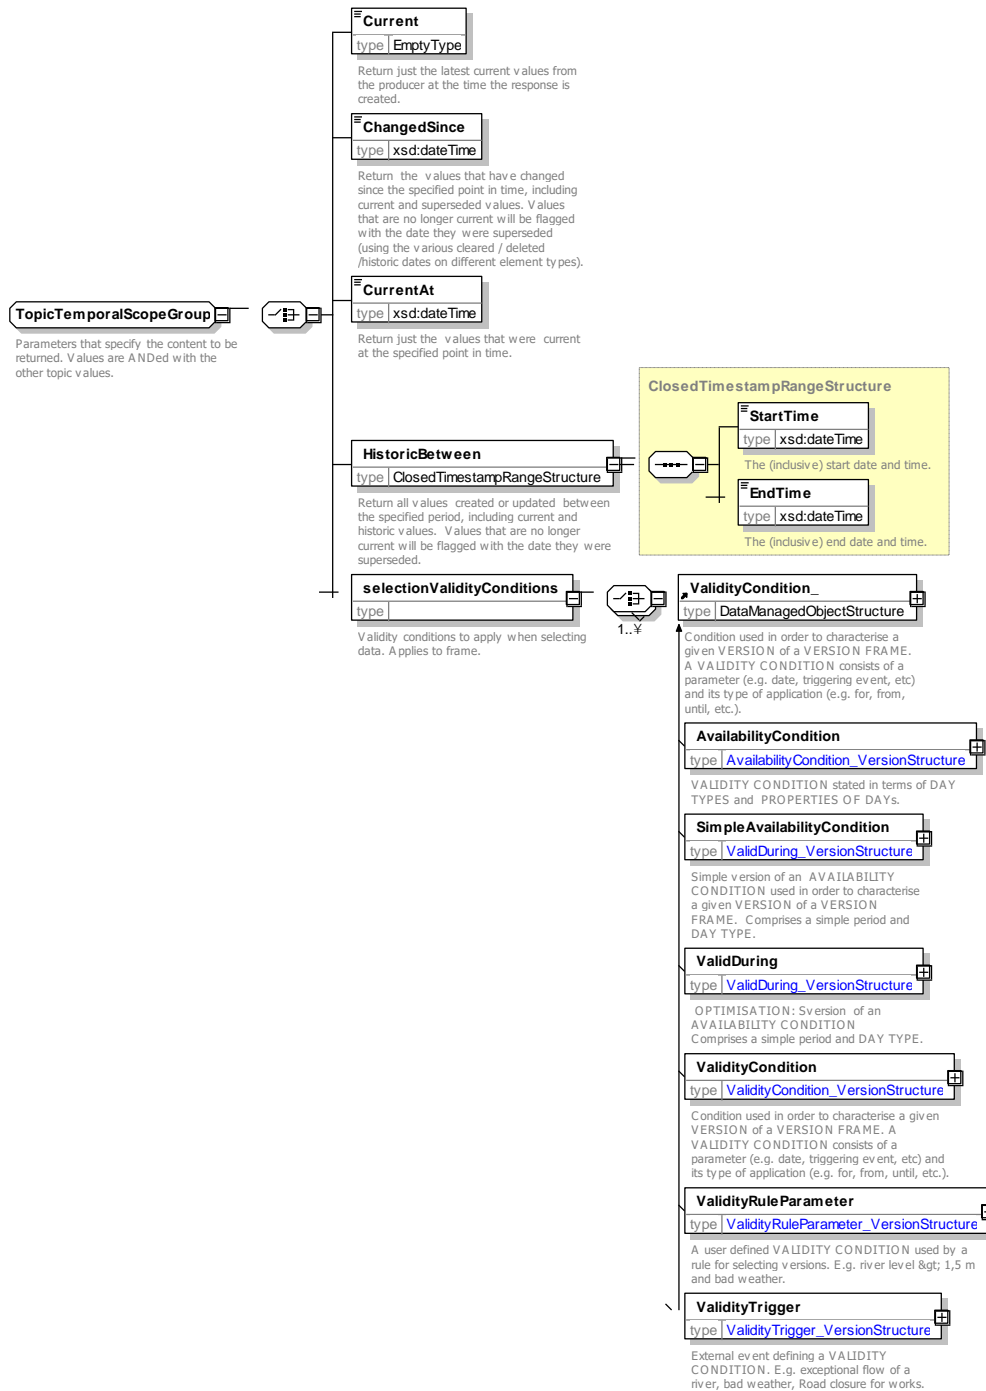 Current
type EmptyType
Return just the latest current values from
the producer at the time the response is
created.
ChangedSince
type xsd:dateTime
Return the values that have changed
since the specified point in time, including
current and superseded values. Values
that are no longer current will be flagged
with the date they were superseded
(using the various cleared / deleted
/historic dates on different element types).
CurrentAt
type xsd:dateTime
Return just the values that were current
at the specified point in time.
TopicTemporalScopeGroup
Parameters that specify the content to be
returned. Values are ANDed with the
other topic values.
HistoricBetween
type ClosedTimestampRangeStructure
Return all values created or updated between
the specified period, including current and
historic values. Values that are no longer
current will be flagged with the date they were
superseded.
ClosedTimestampRangeStructure
StartTime
type xsd:dateTime
The (inclusive) start date and time.
EndTime
type xsd:dateTime
The (inclusive) end date and time.
selectionValidityConditions
type
Validity conditions to apply when selecting
data. Applies to frame.
1..¥
ValidityCondition_
type DataManagedObjectStructure
Condition used in order to characterise a
given VERSION of a VERSION FRAME.
A VALIDITY CONDITION consists of a
parameter (e.g. date, triggering event, etc)
and its type of application (e.g. for, from,
until, etc.).
AvailabilityCondition
type AvailabilityCondition_VersionStructure
VALIDITY CONDITION stated in terms of DAY
TYPES and PROPERTIES OF DAYs.
SimpleAvailabilityCondition
type ValidDuring_VersionStructure
Simple version of an AVAILABILITY
CONDITION used in order to characterise
a given VERSION of a VERSION
FRAME. Comprises a simple period and
DAY TYPE.
ValidDuring
type ValidDuring_VersionStructure
OPTIMISATION: Sversion of an
AVAILABILITY CONDITION
Comprises a simple period and DAY TYPE.
ValidityCondition
type ValidityCondition_VersionStructure
Condition used in order to characterise a given
VERSION of a VERSION FRAME. A
VALIDITY CONDITION consists of a
parameter (e.g. date, triggering event, etc) and
its type of application (e.g. for, from, until, etc.).
ValidityRuleParameter
type ValidityRuleParameter_VersionStructure
A user defined VALIDITY CONDITION used by a
rule for selecting versions. E.g. river level &gt; 1,5 m
and bad weather.
ValidityTrigger
type ValidityTrigger_VersionStructure
External event defining a VALIDITY
CONDITION. E.g. exceptional flow of a
river, bad weather, Road closure for works.